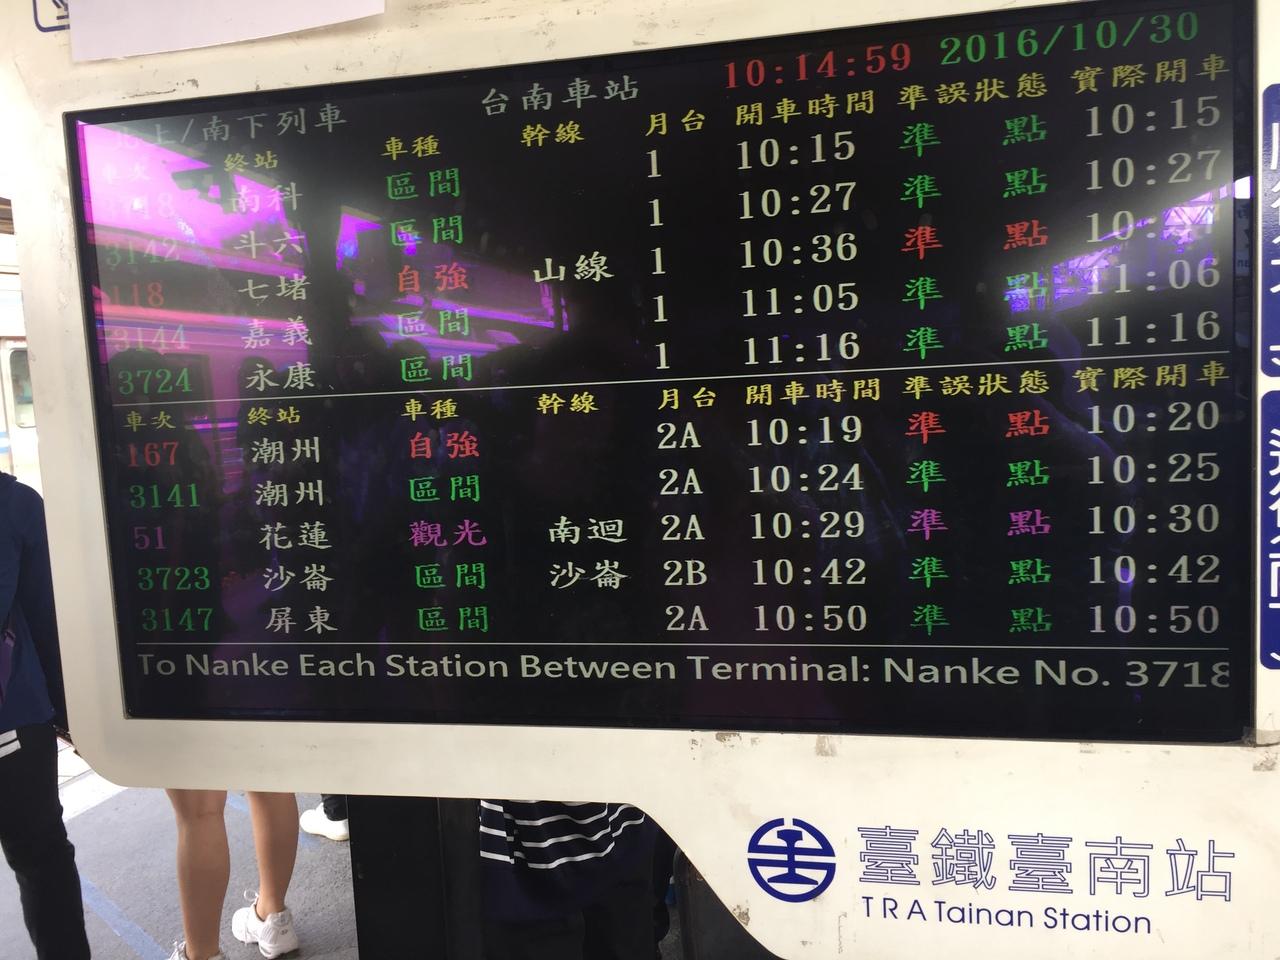 10:14:59 2016/10/30
台南車站
北上/南下列車
車次 終站 車種 幹線 月台 開車時間 準誤狀態 實際開車
3718 南科 區間 1 10:15 準 點 10:15
3142 斗六 區間 1 10:27 準 點 10:27
118 七堵 自強 山線 1 10:36 準 點
3144 嘉義 區間 1 11:05 準 點 11:06
3724 永康 區間 1 11:16 準 點 11:16
車次 終站 車種 幹線 月台 開車時間 準誤狀態 實際開車
167 潮州 自強 2A 10:19 準 點 10:20
3141 潮州 區間 2A 10:24 準 點 10:25
51 花蓮 觀光 南迴 2A 10:29 準 點 10:30
3723 沙崙 區間 沙崙 2B 10:42 準 點 10:42
3147 屏東 區間 2A 10:50 準 點 10:50
To Nanke Each Station Between Terminal: Nanke No. 3718
臺鐵臺南站
TRA Tainan Station